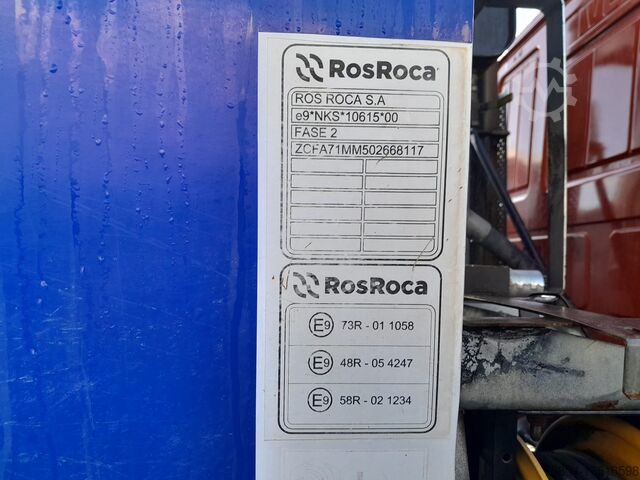 RosRoca
ROS ROCA S.A
e9*NKS*10615*00
FASE 2
ZCFA71MM502668117
RosRoca
E9 73R - 01 1058
E9 48R - 05 4247
E9 58R - 02 1234